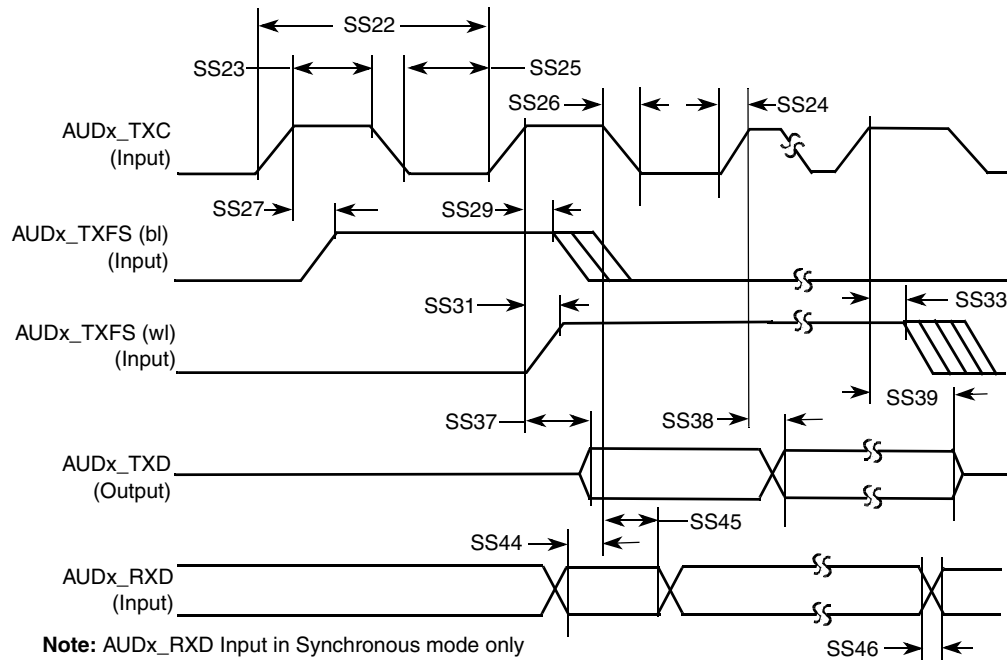 SS22
SS23
SS25
SS26
SS24
AUDx_TXC
(Input)
SS27
SS29
AUDx_TXFS (bl)
(Input)
SS31
SS33
AUDx_TXFS (wl)
(Input)
SS39
SS37
SS38
AUDx_TXD
(Output)
SS45
SS44
AUDx_RXD
(Input)
Note: AUDx_RXD Input in Synchronous mode only
SS46